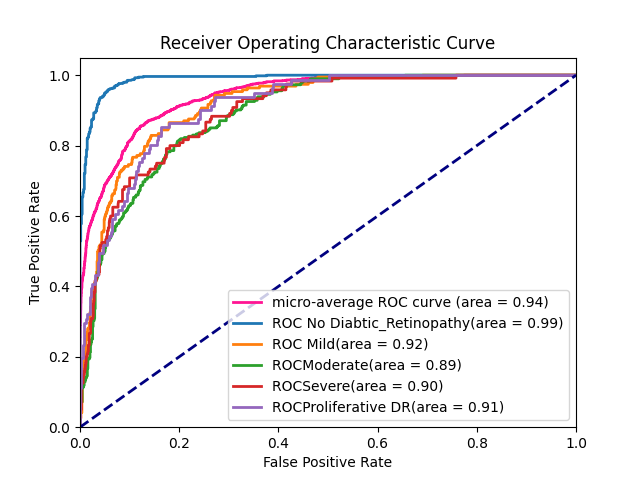 Receiver Operating Characteristic Curve
True Positive Rate
1.0
0.8
0.6
0.4
0.2
0.0
micro-average ROC curve (area = 0.94)
ROC No Diabtic_Retinopathy(area = 0.99)
ROC Mild(area = 0.92)
ROCModerate(area = 0.89)
ROCSevere(area = 0.90)
ROCProliferative DR(area = 0.91)
0.0 0.2 0.4 0.6 0.8 1.0
False Positive Rate